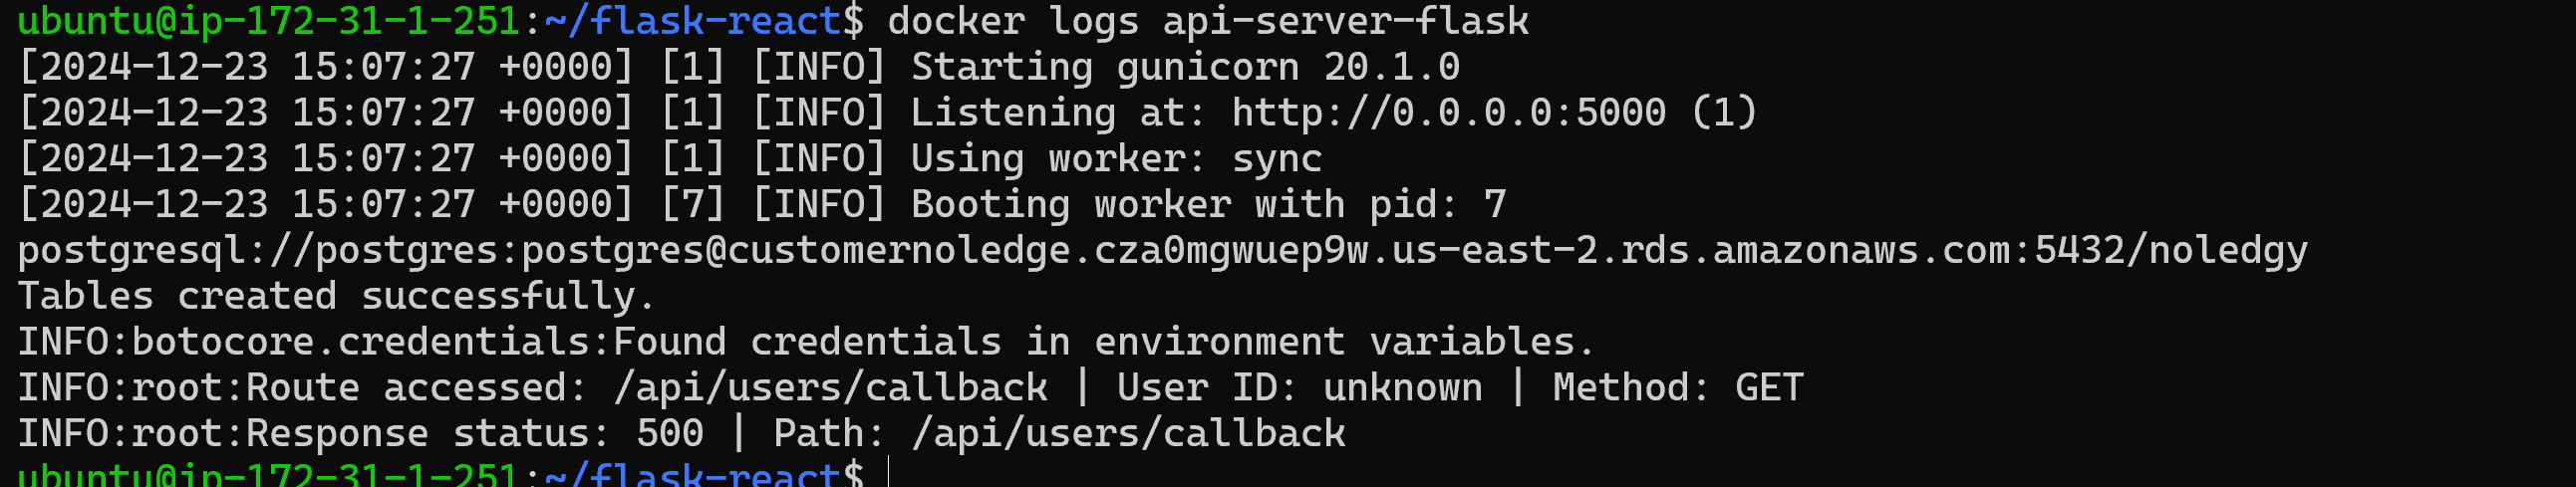 ubuntu@ip-172-31-1-251:~/flask-react$ docker logs api-server-flask
[2024-12-23 15:07:27 +0000] [1] [INFO] Starting gunicorn 20.1.0
[2024-12-23 15:07:27 +0000] [1] [INFO] Listening at: http://0.0.0.0:5000 (1)
[2024-12-23 15:07:27 +0000] [1] [INFO] Using worker: sync
[2024-12-23 15:07:27 +0000] [7] [INFO] Booting worker with pid: 7
postgresql://postgres:postgres@customernoledge.cza0mgwuep9w.us-east-2.rds.amazonaws.com:5432/noledgy
Tables created successfully.
INFO:botocore.credentials:Found credentials in environment variables.
INFO:root:Route accessed: /api/users/callback | User ID: unknown | Method: GET
INFO:root:Response status: 500 | Path: /api/users/callback
ubuntu@ip-172-31-1-251:~/flask-react$